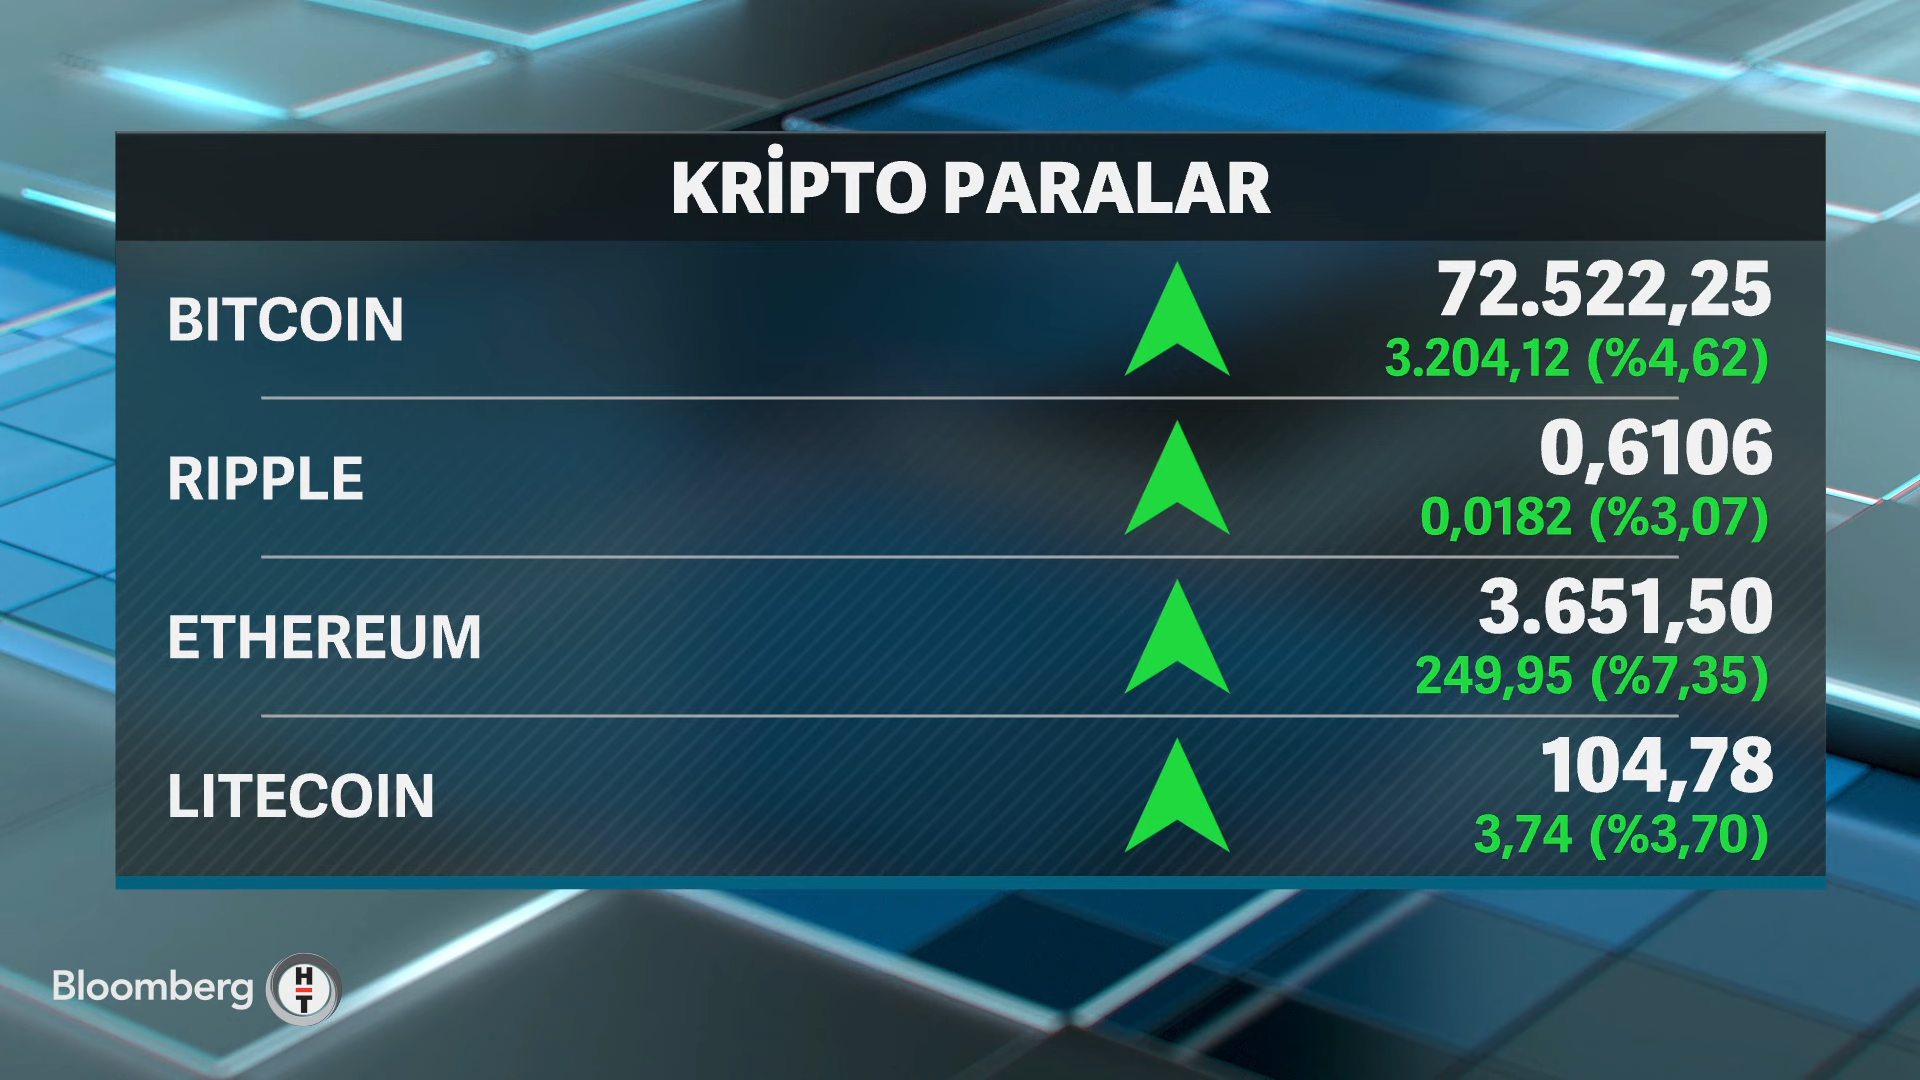 KRİPTO PARALAR
BITCOIN
72.522,25
3.204,12 (%4,62)
RIPPLE
0,6106
0,0182 (%3,07)
ETHEREUM
3.651,50
249,95 (%7,35)
LITECOIN
104,78
3,74 (%3,70)
Bloomberg HT